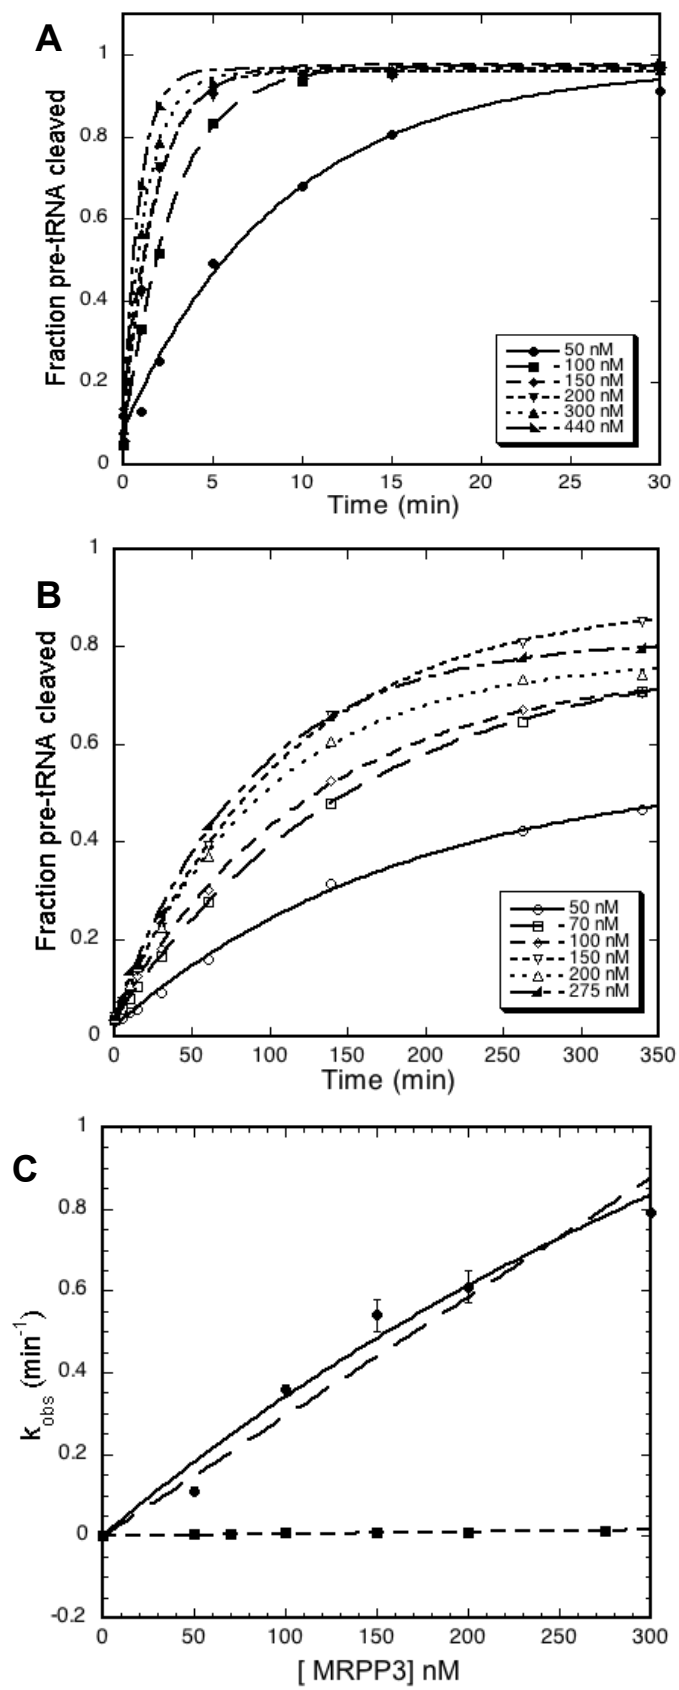 A
Fraction pre-tRNA cleaved
1
0.8
0.6
0.4
0.2
0
50 nM
100 nM
150 nM
200 nM
300 nM
440 nM
0 5 10 15 20 25 30
Time (min)
B
Fraction pre-tRNA cleaved
1
0.8
0.6
0.4
0.2
0
50 nM
70 nM
100 nM
150 nM
200 nM
275 nM
0 50 100 150 200 250 300 350
Time (min)
C
k_obs (min⁻¹)
1
0.8
0.6
0.4
0.2
0
-0.2
0 50 100 150 200 250 300
[ MRPP3] nM